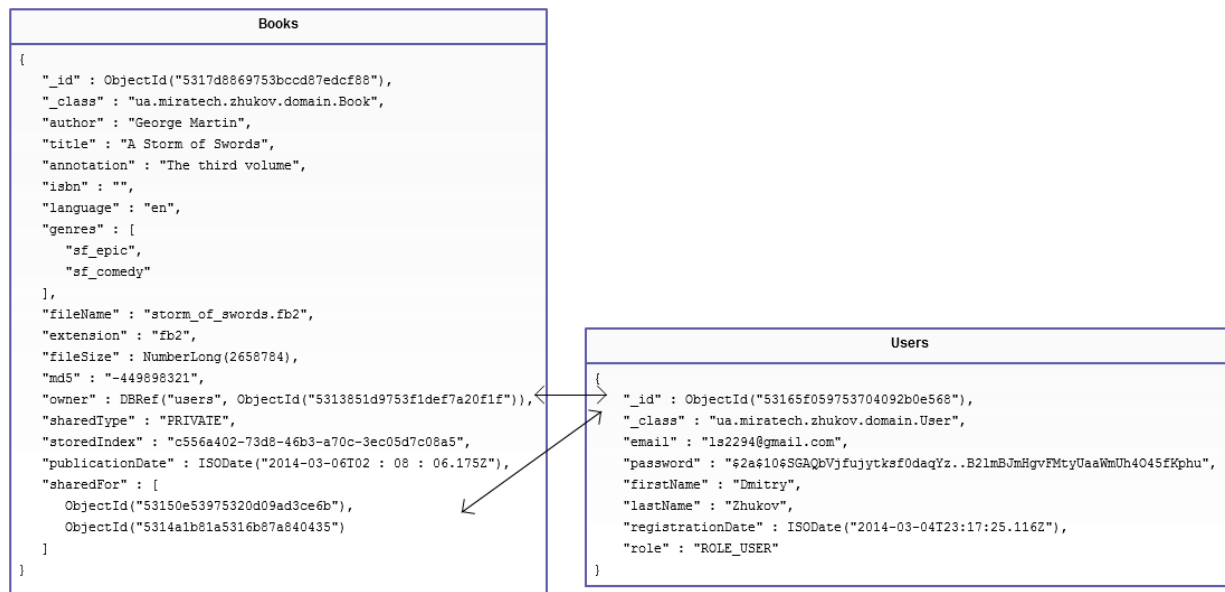 Books
{
"_id" : ObjectId("5317d8869753bccd87edcf88"),
"_class" : "ua.miratech.zhukov.domain.Book",
"author" : "George Martin",
"title" : "A Storm of Swords",
"annotation" : "The third volume",
"isbn" : "",
"language" : "en",
"genres" : [
"sf_epic",
"sf_comedy"
],
"fileName" : "storm_of_swords.fb2",
"extension" : "fb2",
"fileSize" : NumberLong(2658784),
"md5" : "-449898321",
"owner" : DBRef("users", ObjectId("5313851d9753f1def7a20f1f")),
"sharedType" : "PRIVATE",
"storedIndex" : "c556a402-73d8-46b3-a70c-3ec05d7c08a5",
"publicationDate" : ISODate("2014-03-06T02 : 08 : 06.175Z"),
"sharedFor" : [
ObjectId("53150e53975320d09ad3ce6b"),
ObjectId("5314a1b81a5316b87a840435")
]
}
Users
{
"_id" : ObjectId("53165f059753704092b0e568"),
"_class" : "ua.miratech.zhukov.domain.User",
"email" : "ls2294@gmail.com",
"password" : "$2a$10$SGAQbVjfujytksf0daqYz..B2lmBJmHgvFMtyUaaWmUh4O45fKphu",
"firstName" : "Dmitry",
"lastName" : "Zhukov",
"registrationDate" : ISODate("2014-03-04T23:17:25.116Z"),
"role" : "ROLE_USER"
}